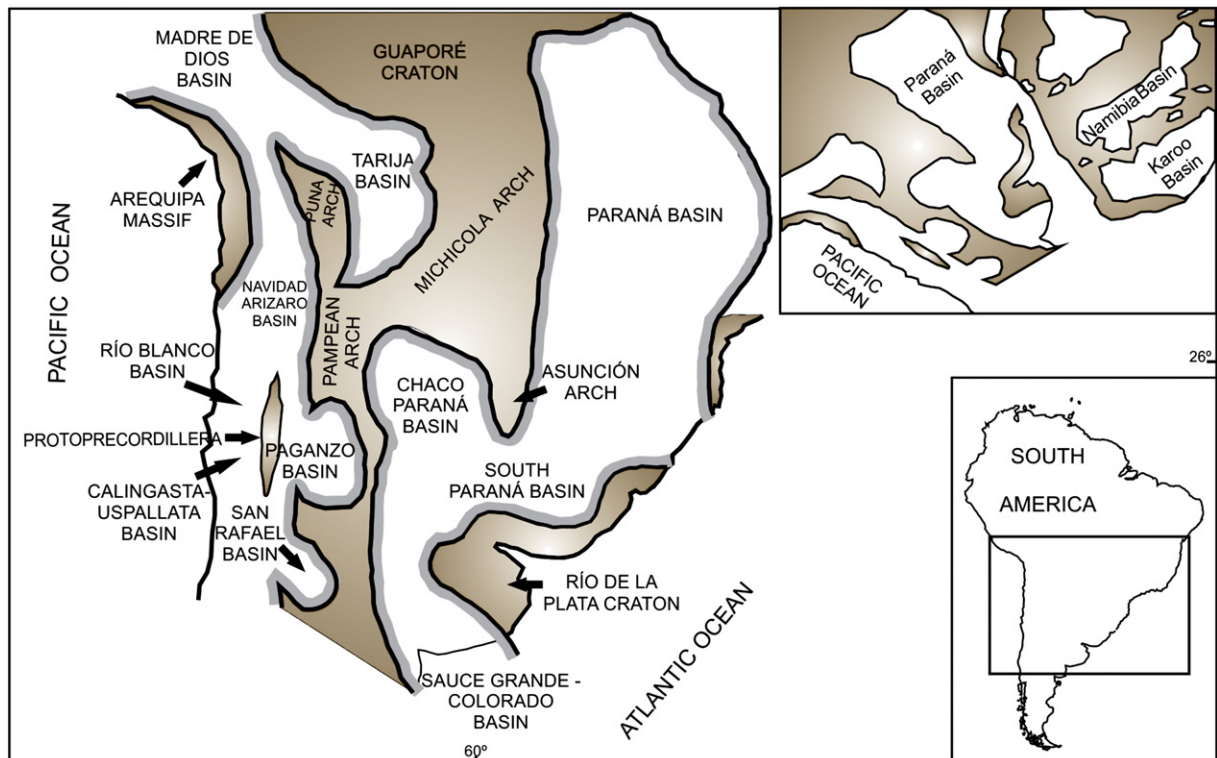 MADRE DE
DIOS
BASIN
GUAPORÉ
CRATON
TARIJA
BASIN
PUNA
ARCH
AREQUIPA
MASSIF
PACIFIC OCEAN
MICHICOLA ARCH
PARANÁ BASIN
NAVIDAD
ARIZARO
BASIN
PAMPEAN
ARCH
RÍO BLANCO
BASIN
CHACO
PARANÁ
BASIN
ASUNCIÓN
ARCH
PROTOPRECORDILLERA
PAGANZO
BASIN
CALINGASTA-
USPALLATA
BASIN
SAN
RAFAEL
BASIN
SOUTH
PARANÁ BASIN
RÍO DE LA
PLATA CRATON
SAUCE GRANDE -
COLORADO
BASIN
ATLANTIC OCEAN
60º
Paraná
Basin
Namibia Basin
Karoo
Basin
PACIFIC
OCEAN
26º
SOUTH
AMERICA